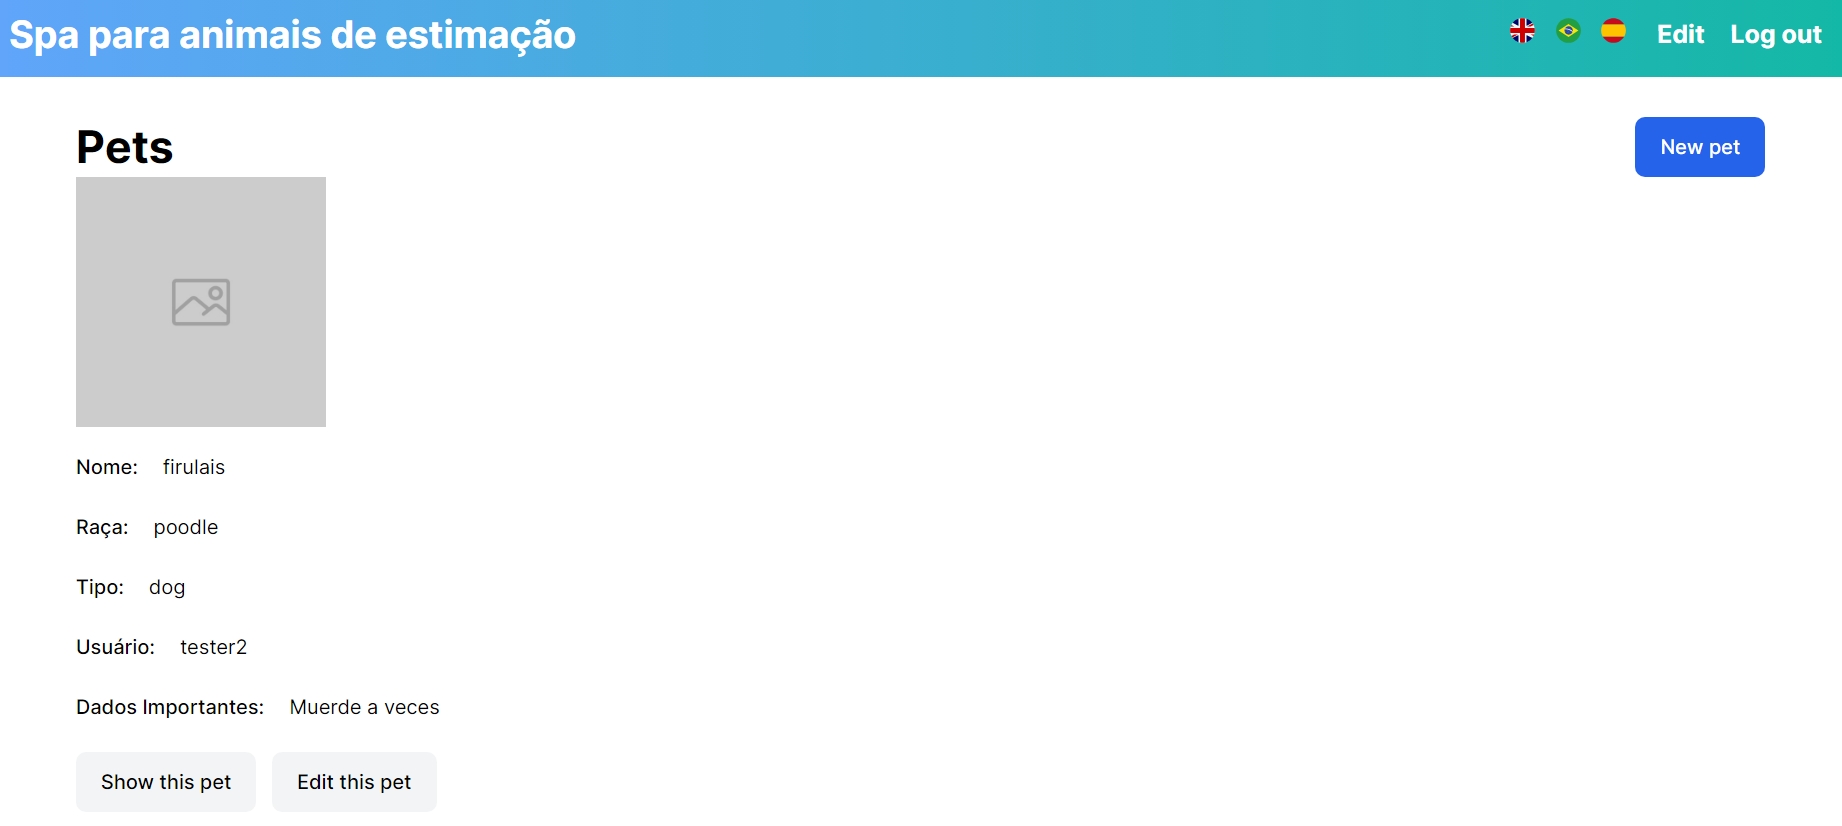 Spa para animais de estimação
Edit Log out
Pets
New pet
Nome: firulais
Raça: poodle
Tipo: dog
Usuário: tester2
Dados Importantes: Muerde a veces
Show this pet Edit this pet